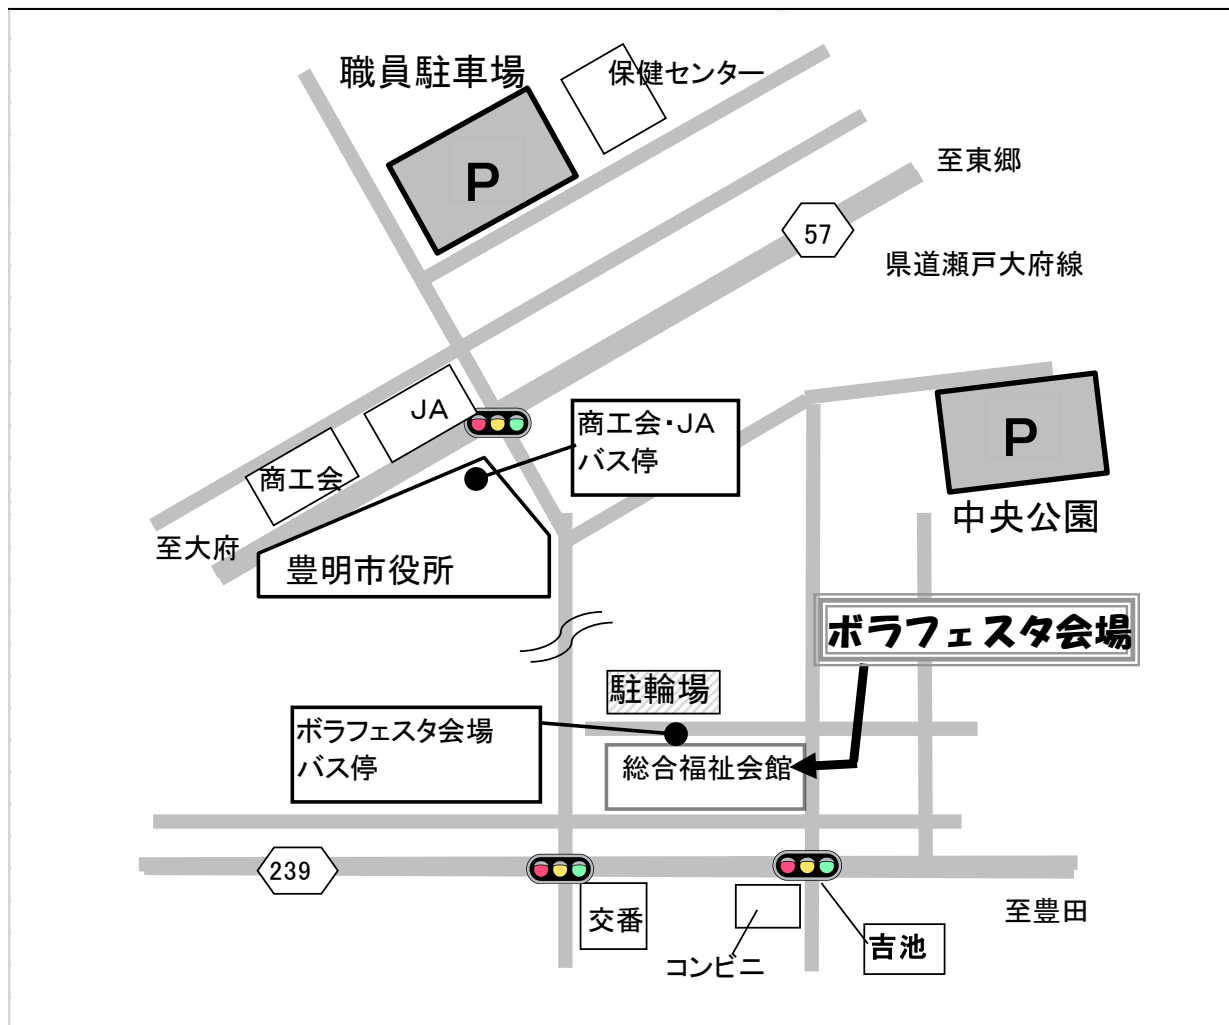 職員駐車場
保健センター
P
至東郷
57
県道瀬戸大府線
JA
商工会・JA
バス停
商工会
P
中央公園
至大府
豊明市役所
ボラフェスタ会場
駐輪場
ボラフェスタ会場
バス停
総合福祉会館
239
交番
至豊田
吉池
コンビニ